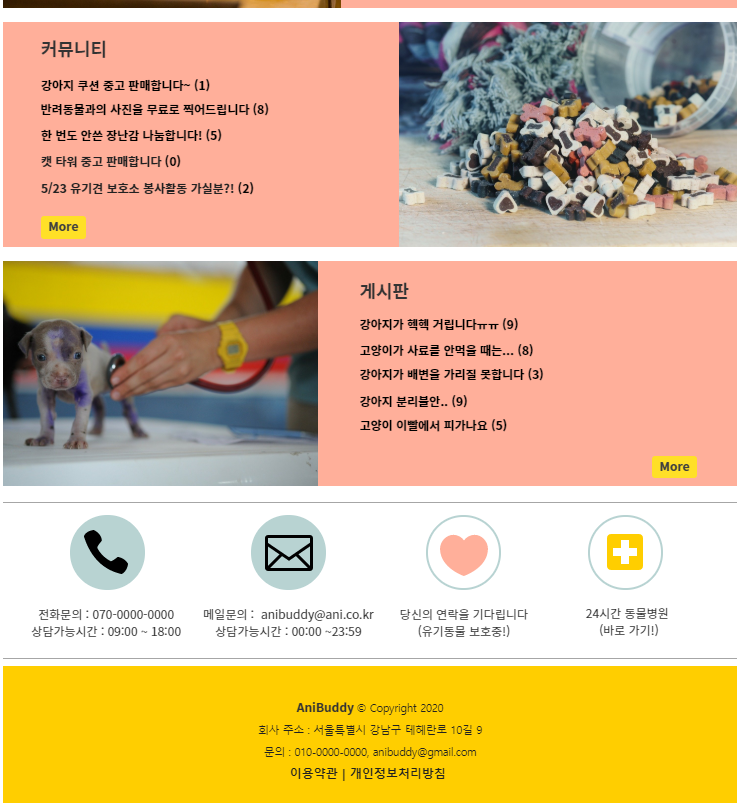 커뮤니티
강아지 쿠션 중고 판매합니다~ (1)
반려동물과의 사진을 무료로 찍어드립니다 (8)
한 번도 안쓴 장난감 나눔합니다! (5)
캣 타워 중고 판매합니다 (0)
5/23 유기견 보호소 봉사활동 가실분?! (2)
More
게시판
강아지가 헥헥 거립니다ㅠㅠ (9)
고양이가 사료를 안먹을 때는... (8)
강아지가 배변을 가리질 못합니다 (3)
강아지 분리불안.. (9)
고양이 이빨에서 피가나요 (5)
More
전화문의 : 070-0000-0000
상담가능시간 : 09:00 ~ 18:00
메일문의 : anibuddy@ani.co.kr
상담가능시간 : 00:00 ~23:59
당신의 연락을 기다립니다
(유기동물 보호중!)
24시간 동물병원
(바로 가기!)
AniBuddy © Copyright 2020
회사 주소 : 서울특별시 강남구 테헤란로 10길 9
문의 : 010-0000-0000, anibuddy@gmail.com
이용약관 | 개인정보처리방침